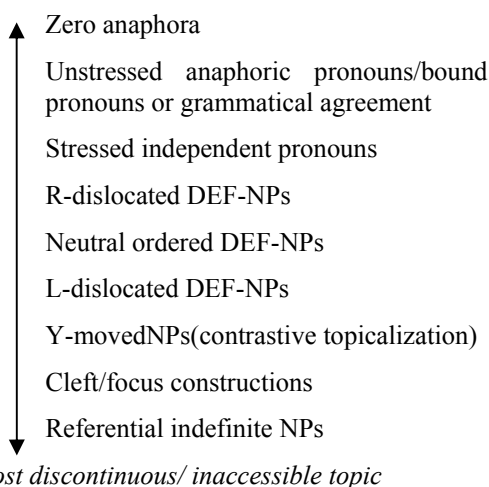 Zero anaphora
Unstressed anaphoric pronouns/bound
pronouns or grammatical agreement
Stressed independent pronouns
R-dislocated DEF-NPs
Neutral ordered DEF-NPs
L-dislocated DEF-NPs
Y-movedNPs(contrastive topicalization)
Cleft/focus constructions
Referential indefinite NPs
discontinuous/ inaccessible topic